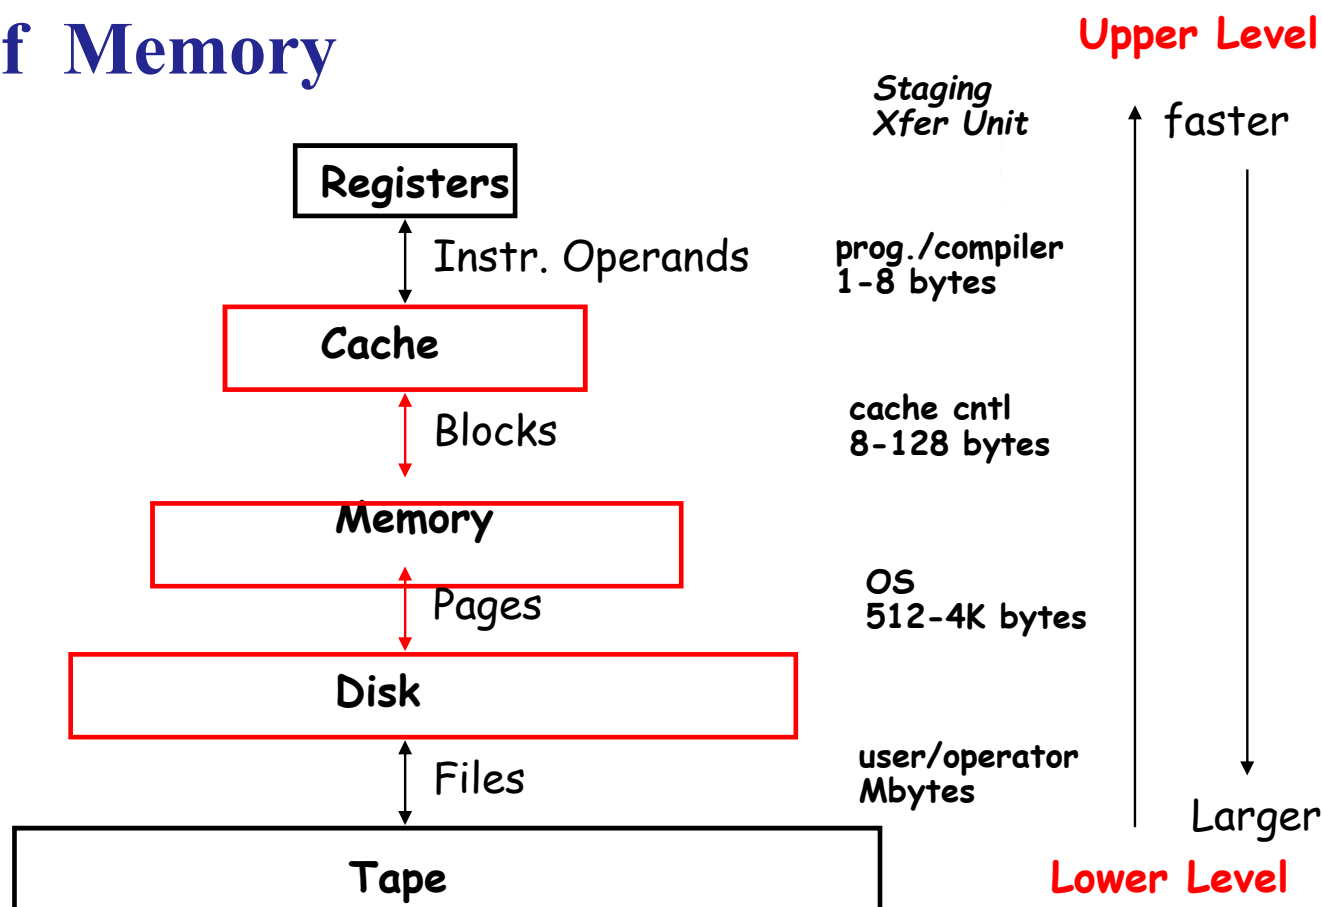 f Memory
Upper Level
Staging
Xfer Unit
faster
Registers
Instr. Operands
prog./compiler
1-8 bytes
Cache
Blocks
cache cntl
8-128 bytes
Memory
Pages
OS
512-4K bytes
Disk
Files
user/operator
Mbytes
Larger
Tape
Lower Level